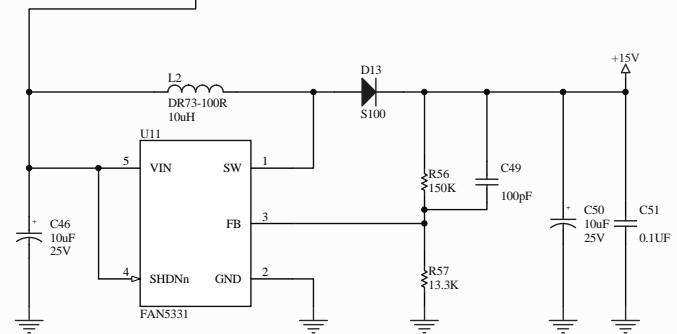 +15V
L2
DR73-100R
10uH
D13
S100
U11
5
VIN
SW
1
R56
150K
C49
100pF
FB
3
+
C46
10uF
25V
+
C50
10uF
25V
C51
0.1UF
4
SHDNn
GND
2
R57
13.3K
FAN5331